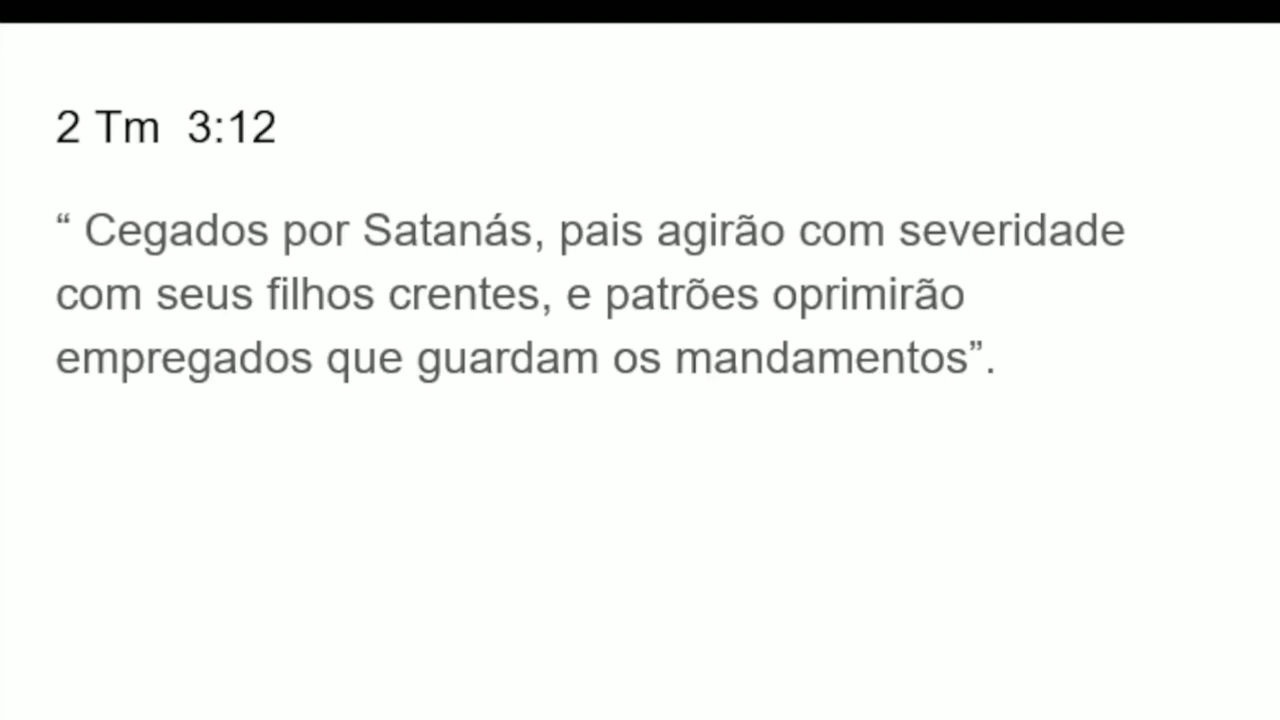 2 Tm 3:12
“ Cegados por Satanás, pais agirão com severidade
com seus filhos crentes, e patrões oprimirão
empregados que guardam os mandamentos”.